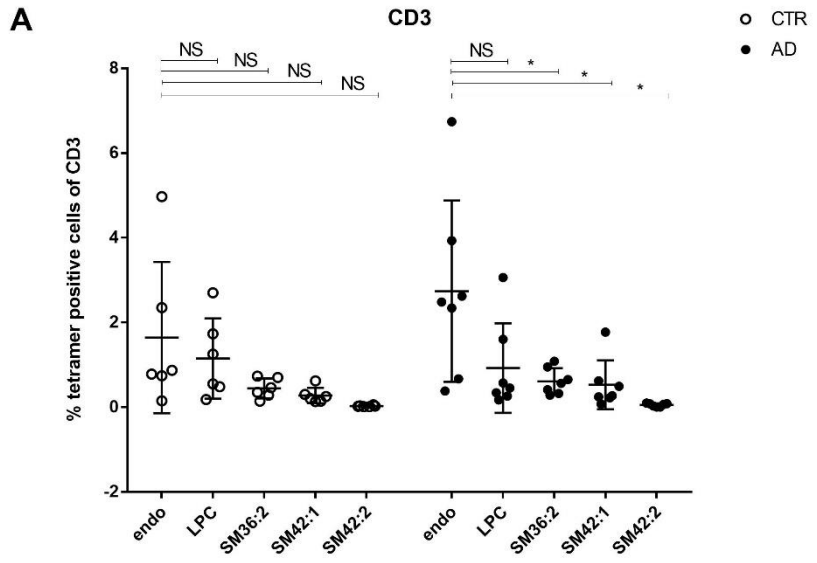 A
CD3
CTR
AD
NS
NS
NS
NS
NS
*
*
*
% tetramer positive cells of CD3
8
6
4
2
0
-2
endo
LPC
SM36:2
SM42:1
SM42:2
endo
LPC
SM36:2
SM42:1
SM42:2